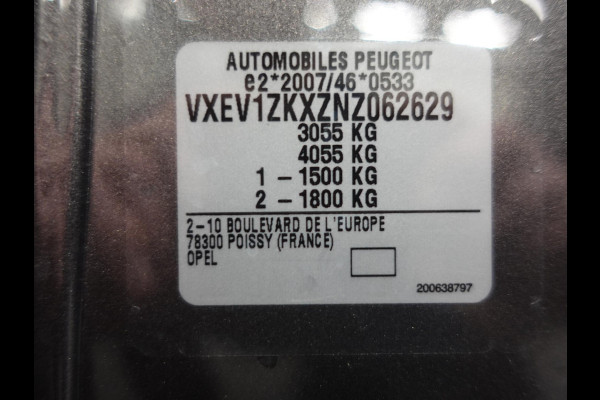 AUTOMOBILES PEUGEOT
e2*2007/46*0533
VXEV1ZKXZNZ062629
3055 KG
4055 KG
1 - 1500 KG
2 - 1800 KG
2-10 BOULEVARD DE L'EUROPE
78300 POISSY (FRANCE)
OPEL
200638797